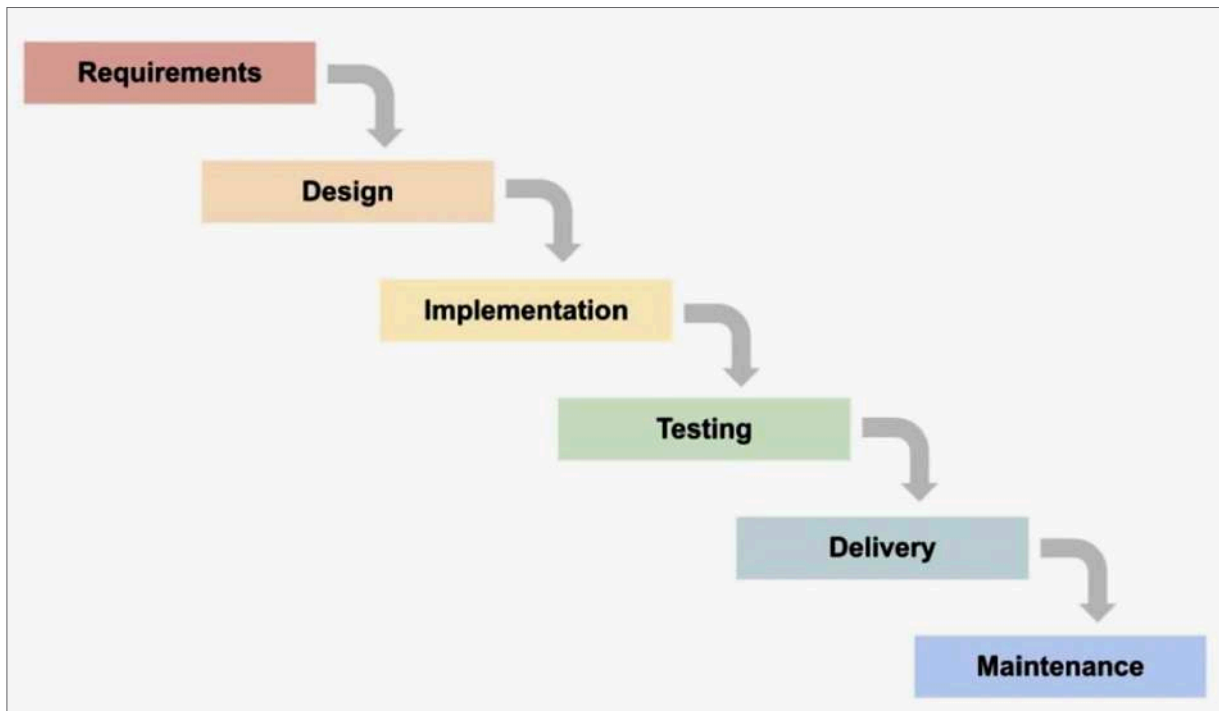 Requirements
Design
Implementation
Testing
Delivery
Maintenance